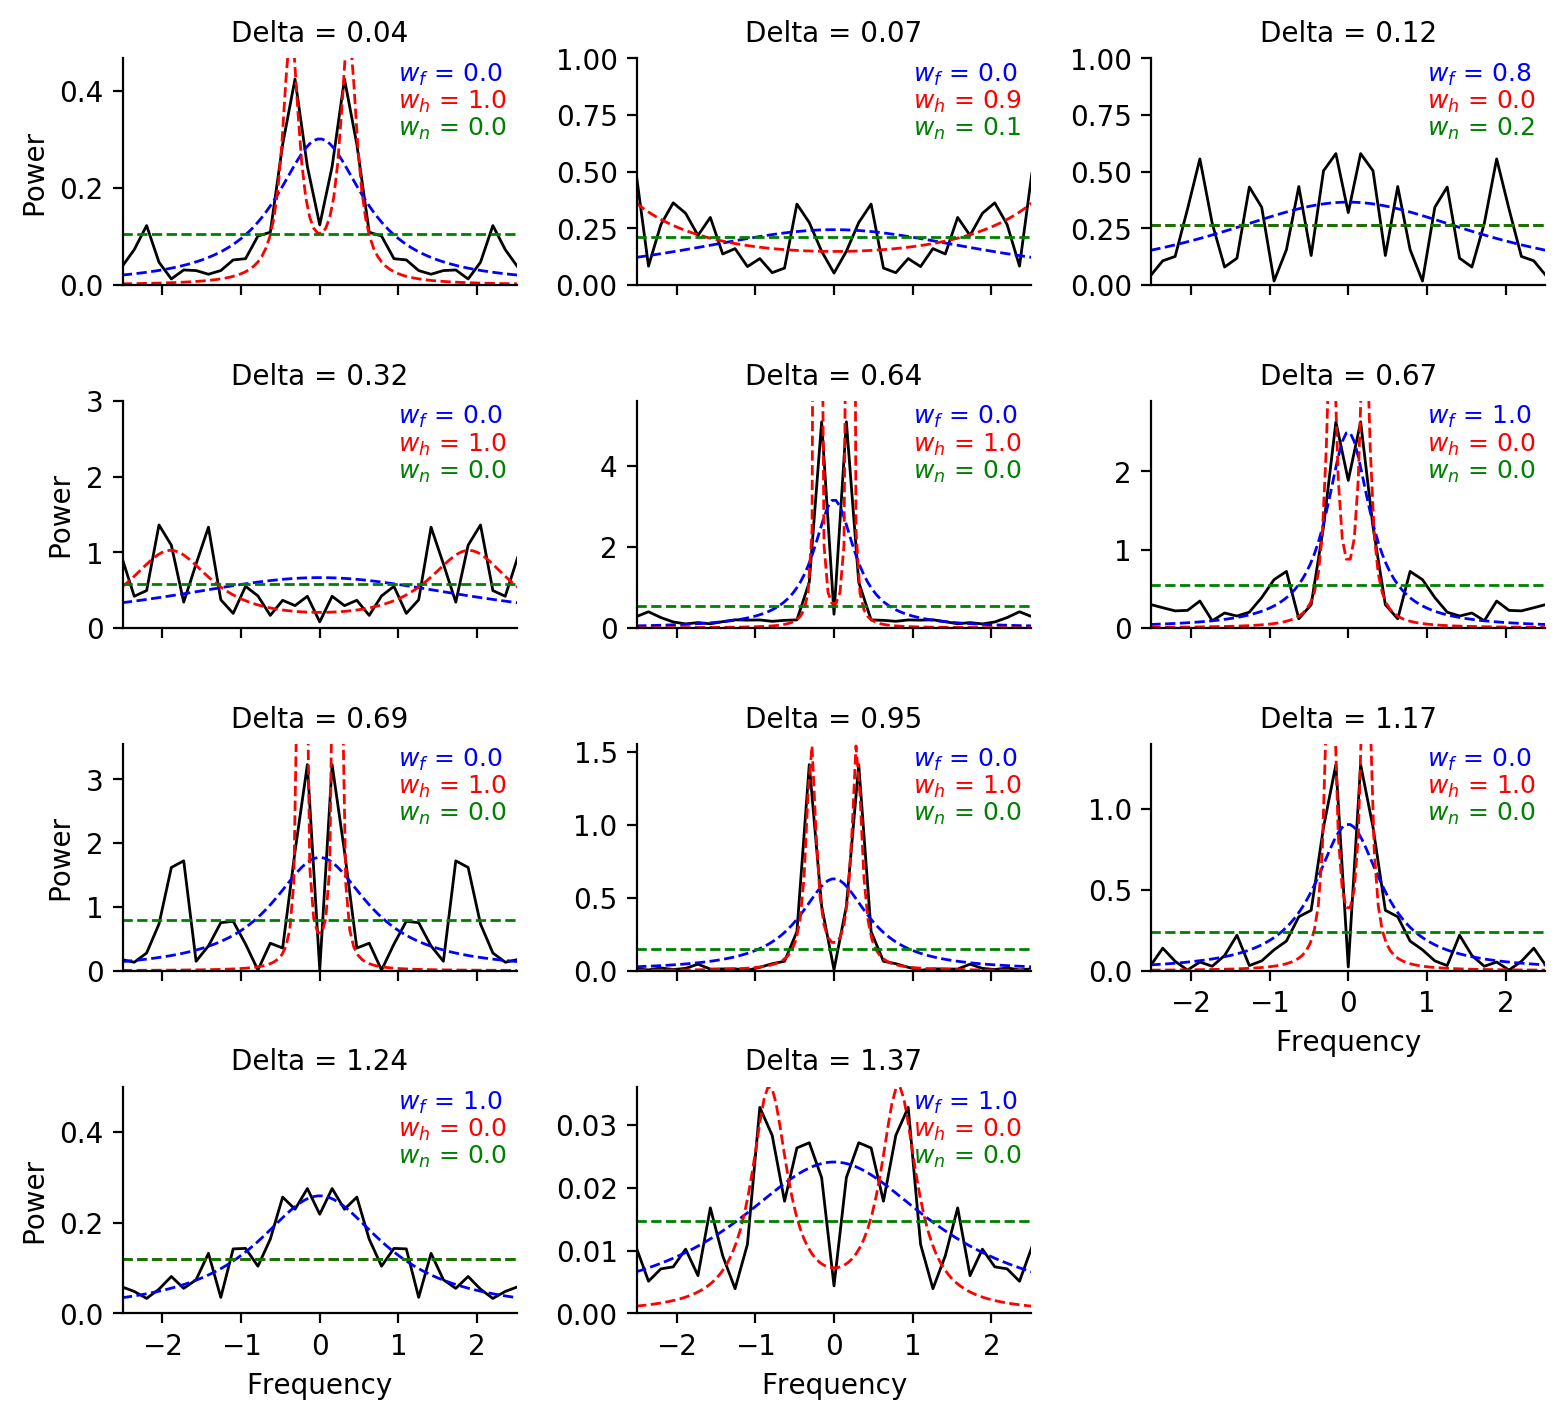 Delta = 0.04
w_f = 0.0
w_h = 1.0
w_n = 0.0
0.4
0.2
0.0
Power
Delta = 0.07
w_f = 0.0
w_h = 0.9
w_n = 0.1
1.00
0.75
0.50
0.25
0.00
Delta = 0.12
w_f = 0.8
w_h = 0.0
w_n = 0.2
1.00
0.75
0.50
0.25
0.00
Delta = 0.32
w_f = 0.0
w_h = 1.0
w_n = 0.0
3
2
1
0
Power
Delta = 0.64
w_f = 0.0
w_h = 1.0
w_n = 0.0
4
2
0
Delta = 0.67
w_f = 1.0
w_h = 0.0
w_n = 0.0
2
1
0
Delta = 0.69
w_f = 0.0
w_h = 1.0
w_n = 0.0
3
2
1
0
Power
Delta = 0.95
w_f = 0.0
w_h = 1.0
w_n = 0.0
1.5
1.0
0.5
0.0
Delta = 1.17
w_f = 0.0
w_h = 1.0
w_n = 0.0
1.0
0.5
0.0
−2 −1 0 1 2
Frequency
Delta = 1.24
w_f = 1.0
w_h = 0.0
w_n = 0.0
0.4
0.2
0.0
Power
−2 −1 0 1 2
Frequency
Delta = 1.37
w_f = 1.0
w_h = 0.0
w_n = 0.0
0.03
0.02
0.01
0.00
−2 −1 0 1 2
Frequency